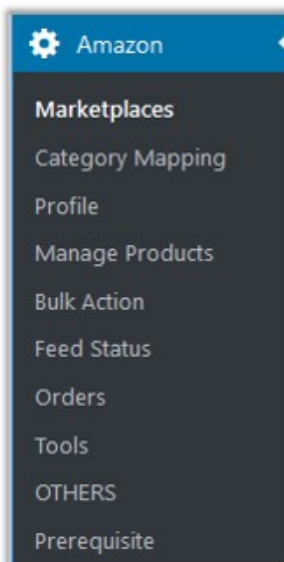 Amazon
Marketplaces
Category Mapping
Profile
Manage Products
Bulk Action
Feed Status
Orders
Tools
OTHERS
Prerequisite